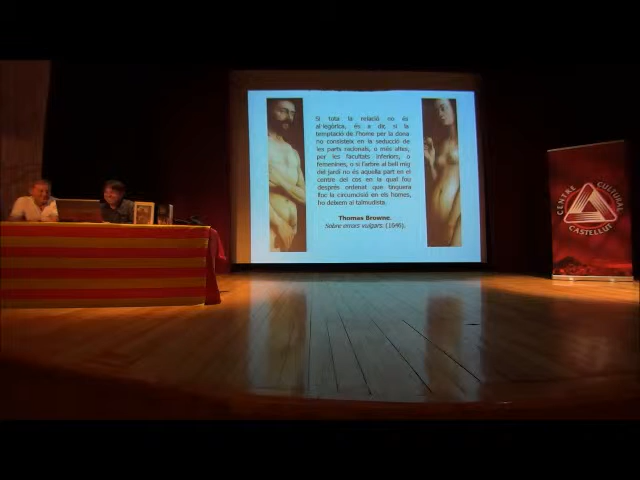 Si tota la relació no és
al·legòrica, és a dir, si la
temptació de l'home per la dona
no consisteix en la seducció de
les parts racionals, o més altes,
per les facultats inferiors, o
femenines, o si l'arbre al bell mig
del jardí no és aquella part en el
centre del cos en la qual fou
després ordenat que tinguera
lloc la circumcisió en els homes,
ho deixem al talmudista.
Thomas Browne.
Sobre errors vulgars (1646).
CENTRE CULTURAL
CASTELLUT